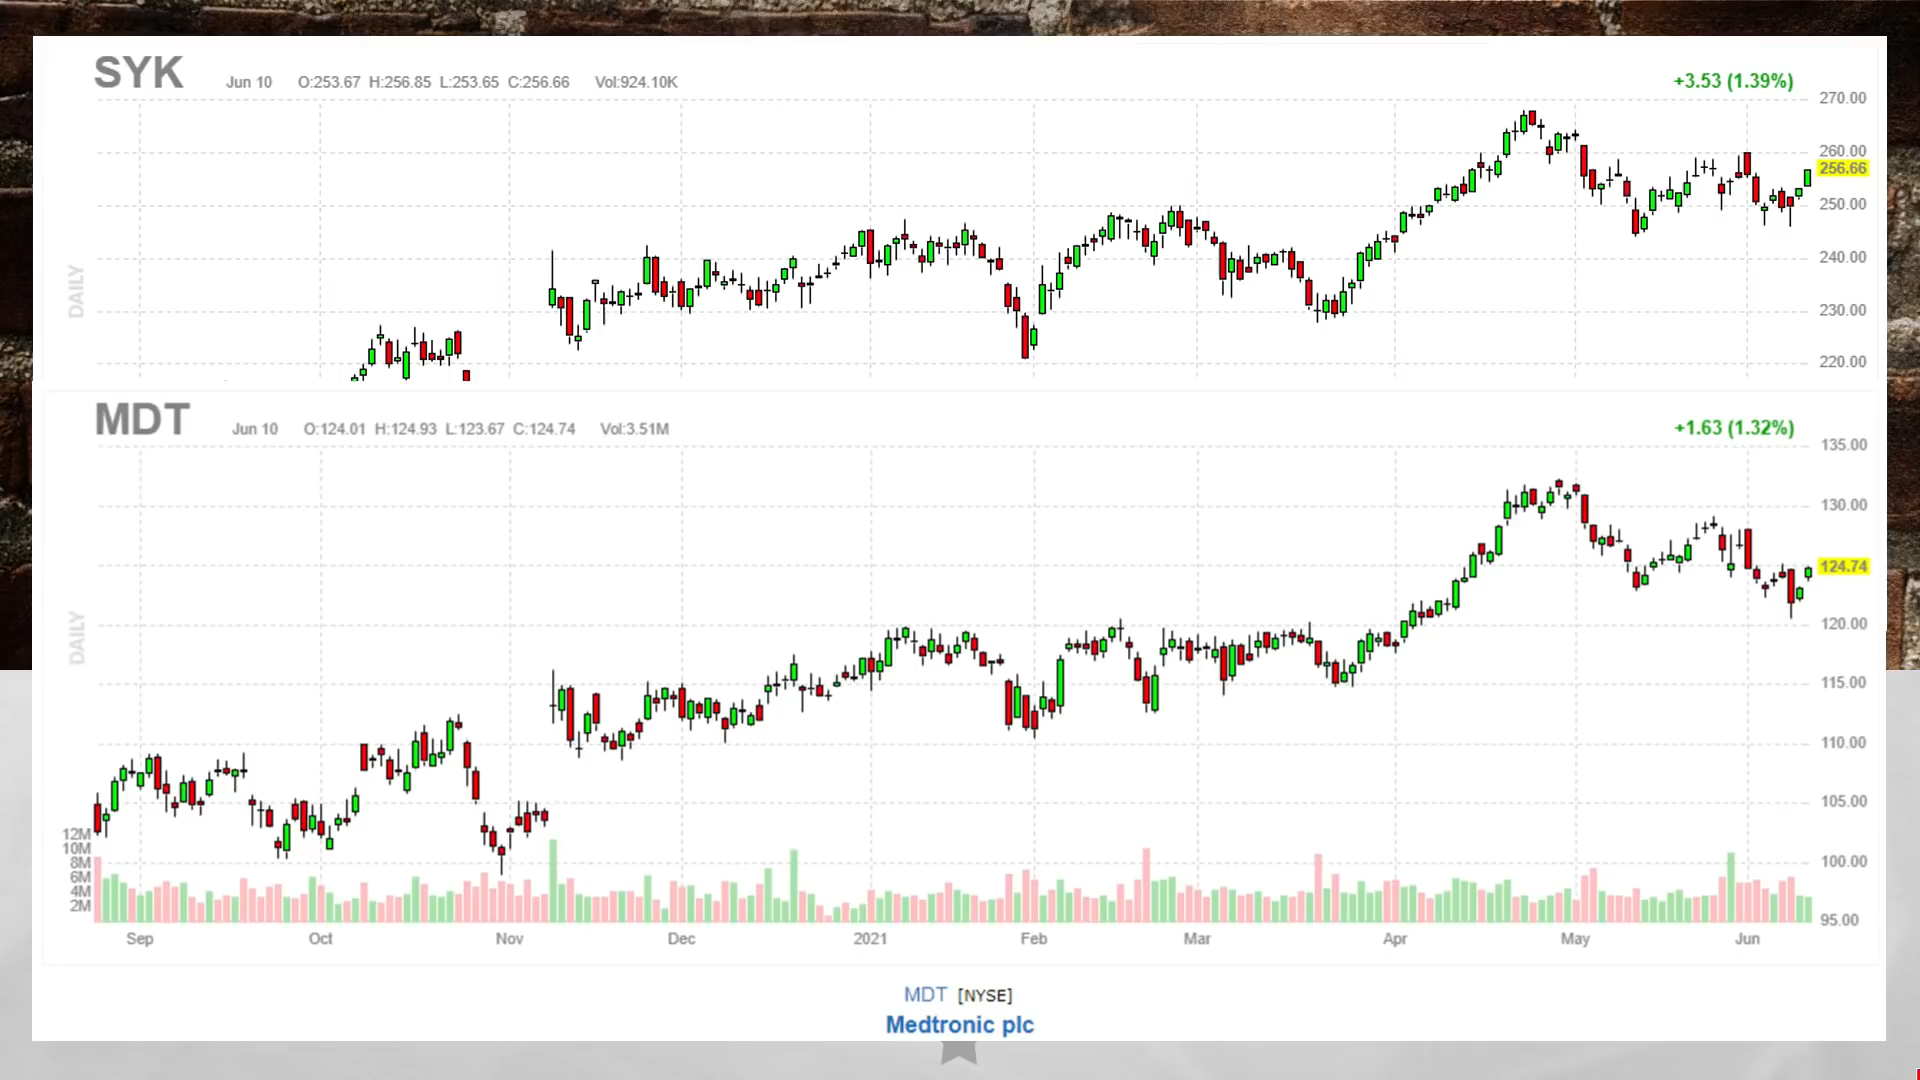 SYK Jun 10 O:253.67 H:256.85 L:253.65 C:256.66 Vol:924.10K +3.53 (1.39%)
270.00
260.00
256.66
250.00
240.00
DAILY
230.00
220.00
MDT Jun 10 O:124.01 H:124.93 L:123.67 C:124.74 Vol:3.51M +1.63 (1.32%)
135.00
130.00
124.74
120.00
DAILY
115.00
110.00
105.00
12M
10M
8M 100.00
6M
4M
2M
95.00
Sep Oct Nov Dec 2021 Feb Mar Apr May Jun
MDT [NYSE]
Medtronic plc